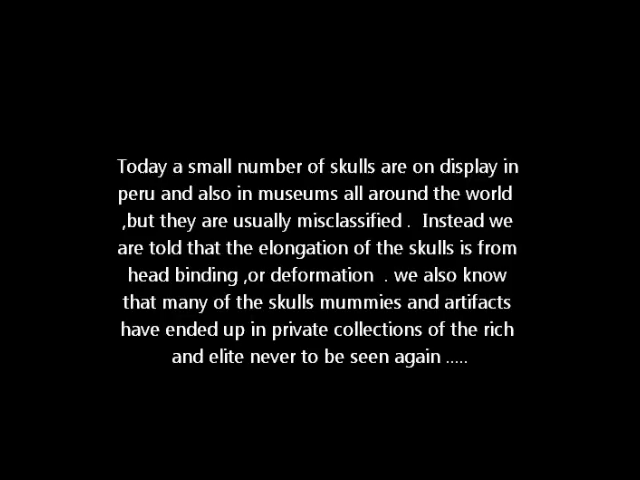 Today a small number of skulls are on display in
peru and also in museums all around the world
,but they are usually misclassified .  Instead we
are told that the elongation of the skulls is from
head binding ,or deformation  . we also know
that many of the skulls mummies and artifacts
have ended up in private collections of the rich
and elite never to be seen again .....